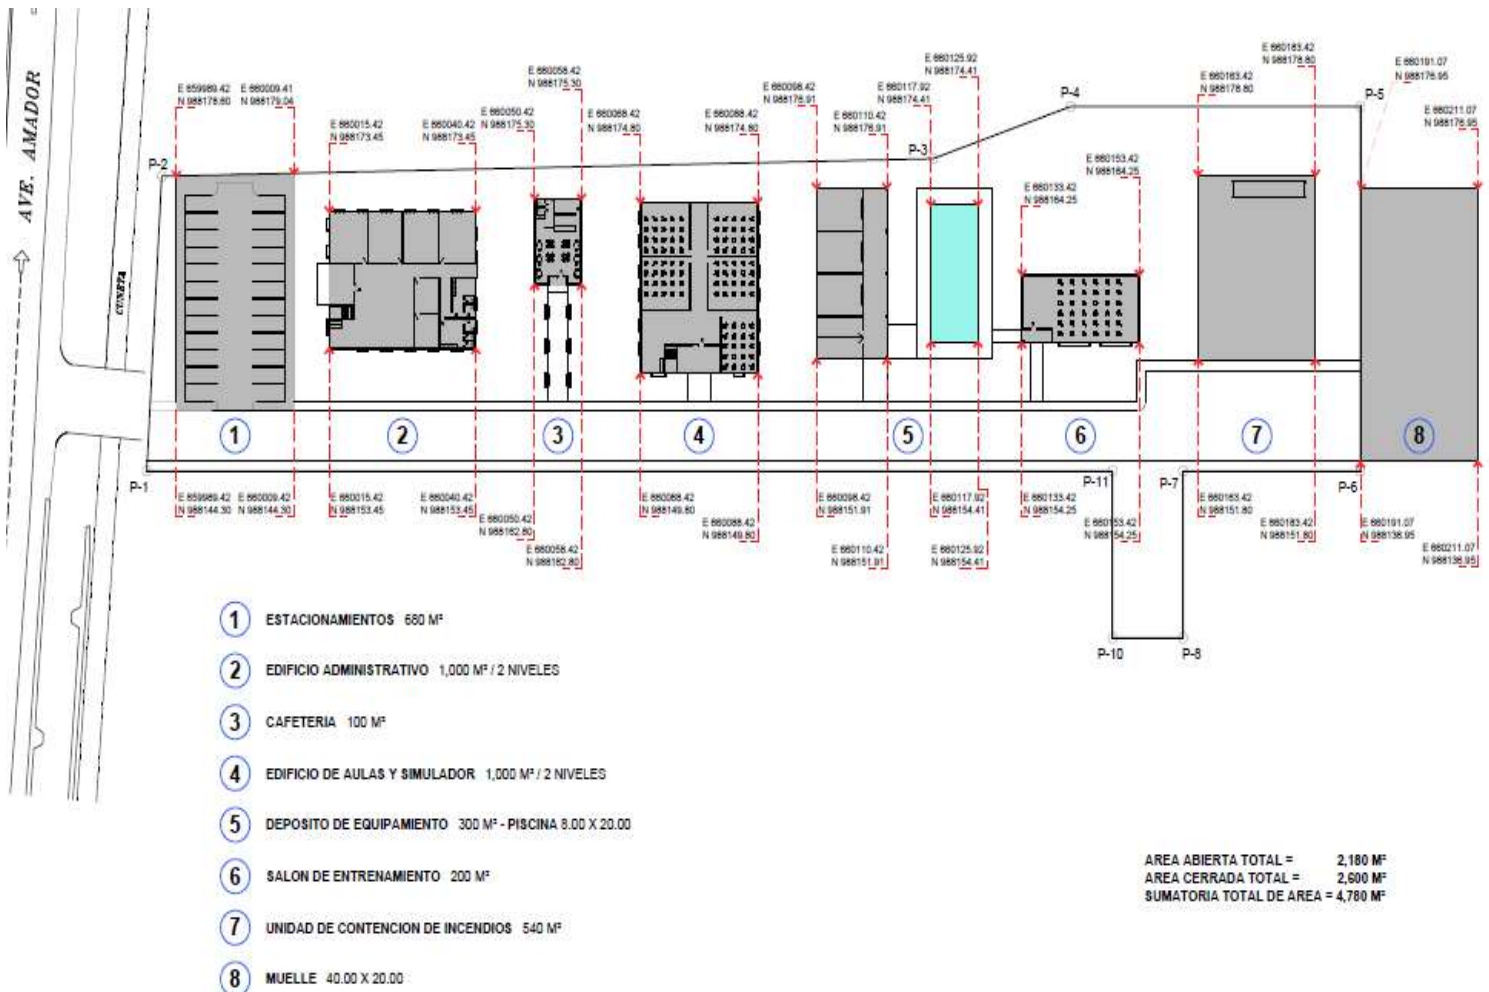 E 660125.92
N 988174.41
E 660183.42
N 988178.80
E 660058.42
N 988175.30
E 660098.42
N 988176.91
E 660117.92
N 988174.41
E 660163.42
N 988178.80
E 660191.07
N 988176.95
E 659989.42
N 988178.60
E 660009.41
N 988179.04
E 660050.42
N 988175.30
E 660068.42
N 988174.80
E 660088.42
N 988174.80
E 660110.42
N 988176.91
P-4
P-5
E 660211.07
N 988176.95
E 660015.42
N 988173.45
E 660040.42
N 988173.45
P-2
P-3
E 660133.42
N 988164.25
E 660153.42
N 988164.25
AVE. AMADOR
CUNETA
1
2
3
4
5
6
7
8
P-1
P-11
P-7
P-6
E 659989.42
N 988144.30
E 660009.42
N 988144.30
E 660015.42
N 988153.45
E 660040.42
N 988153.45
E 660050.42
N 988162.80
E 660058.42
N 988162.80
E 660068.42
N 988149.80
E 660088.42
N 988149.80
E 660098.42
N 988151.91
E 660110.42
N 988151.91
E 660117.92
N 988154.41
E 660125.92
N 988154.41
E 660133.42
N 988154.25
E 660153.42
N 988154.25
E 660163.42
N 988151.80
E 660183.42
N 988151.80
E 660191.07
N 988136.95
E 660211.07
N 988136.95
P-10
P-8
1 ESTACIONAMIENTOS 680 M²
2 EDIFICIO ADMINISTRATIVO 1,000 M² / 2 NIVELES
3 CAFETERIA 100 M²
4 EDIFICIO DE AULAS Y SIMULADOR 1,000 M² / 2 NIVELES
5 DEPOSITO DE EQUIPAMIENTO 300 M² - PISCINA 8.00 X 20.00
6 SALON DE ENTRENAMIENTO 200 M²
7 UNIDAD DE CONTENCION DE INCENDIOS 540 M²
8 MUELLE 40.00 X 20.00
AREA ABIERTA TOTAL = 2,180 M²
AREA CERRADA TOTAL = 2,600 M²
SUMATORIA TOTAL DE AREA = 4,780 M²